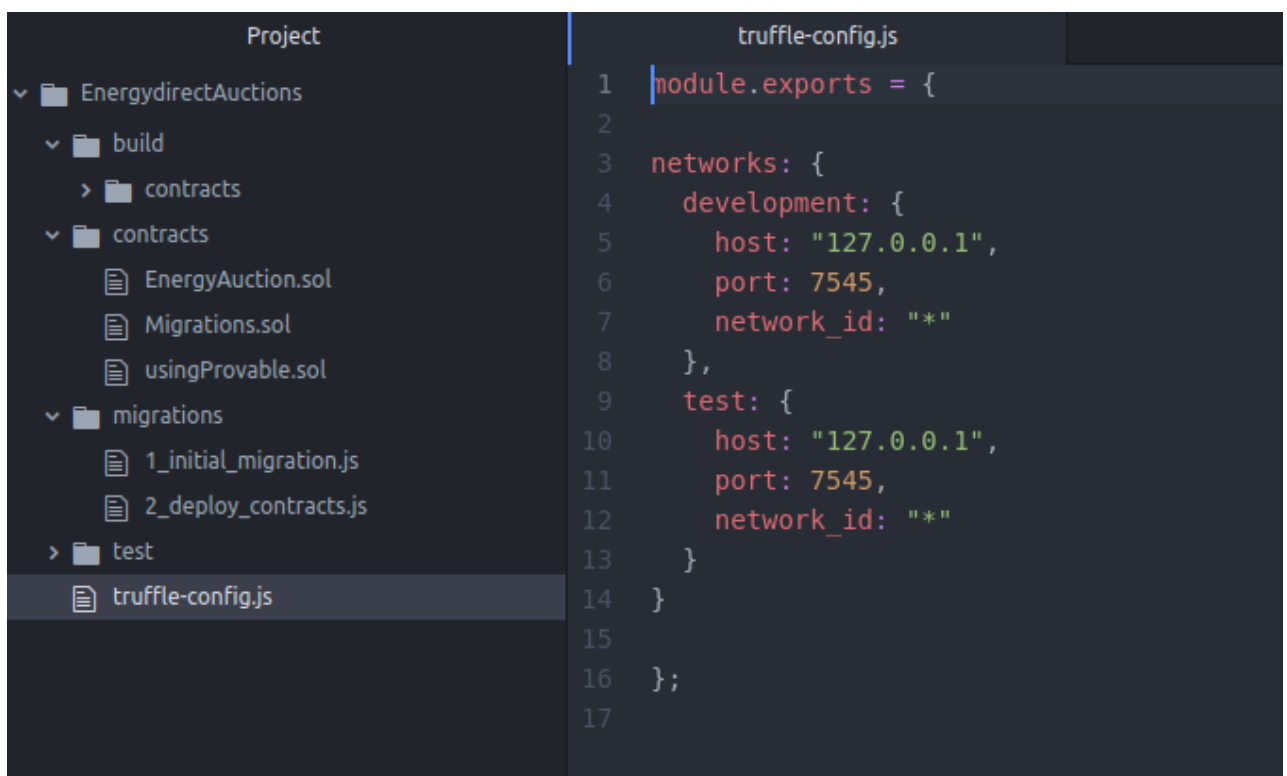 Project
EnergydirectAuctions
build
contracts
contracts
EnergyAuction.sol
Migrations.sol
usingProvable.sol
migrations
1_initial_migration.js
2_deploy_contracts.js
test
truffle-config.js
truffle-config.js
1 module.exports = {
2
3 networks: {
4   development: {
5     host: "127.0.0.1",
6     port: 7545,
7     network_id: "*"
8   },
9   test: {
10     host: "127.0.0.1",
11     port: 7545,
12     network_id: "*"
13   }
14 }
15
16 };
17